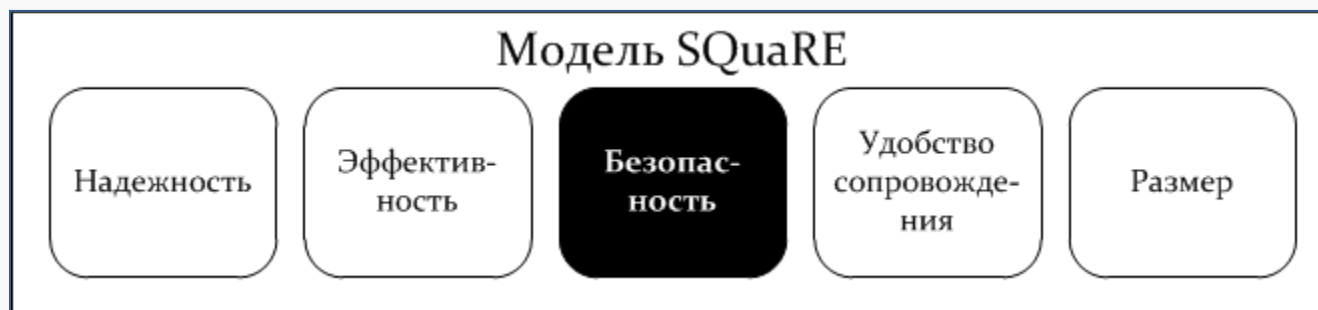 Модель SQuaRE
Надежность
Эффектив-
ность
Безопас-
ность
Удобство
сопровожде-
ния
Размер